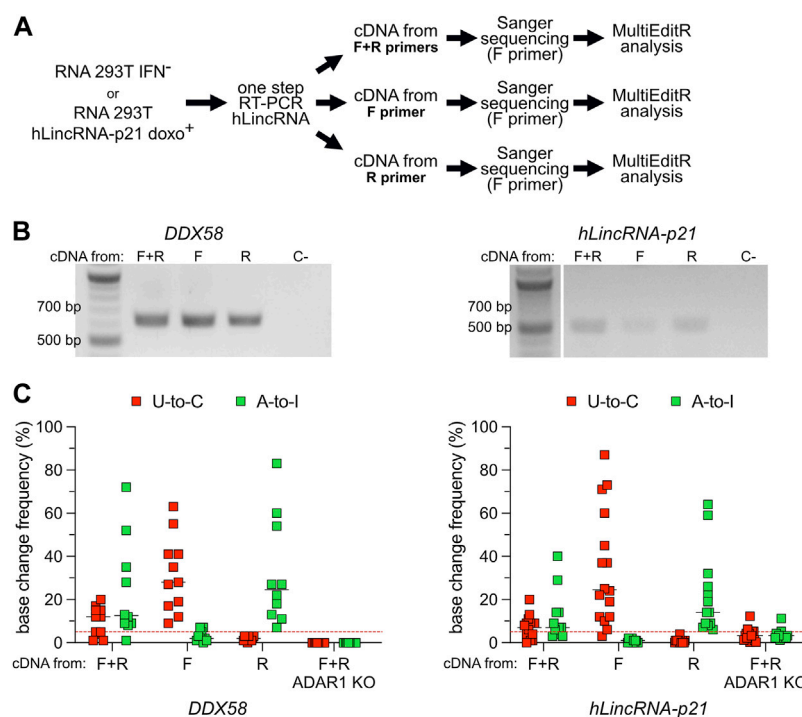 A
RNA 293T IFN-
or
RNA 293T
hLincRNA-p21 doxo+
one step
RT-PCR
hLincRNA
cDNA from
F+R primers
Sanger
sequencing
(F primer)
MultiEditR
analysis
cDNA from
F primer
Sanger
sequencing
(F primer)
MultiEditR
analysis
cDNA from
R primer
Sanger
sequencing
(F primer)
MultiEditR
analysis
B
DDX58
cDNA from: F+R F R C-
700 bp
500 bp
hLincRNA-p21
cDNA from: F+R F R C-
700 bp
500 bp
C
U-to-C A-to-I
base change frequency (%)
100
80
60
40
20
0
cDNA from: F+R F R F+R
ADAR1 KO
DDX58
U-to-C A-to-I
base change frequency (%)
100
80
60
40
20
0
cDNA from: F+R F R F+R
ADAR1 KO
hLincRNA-p21